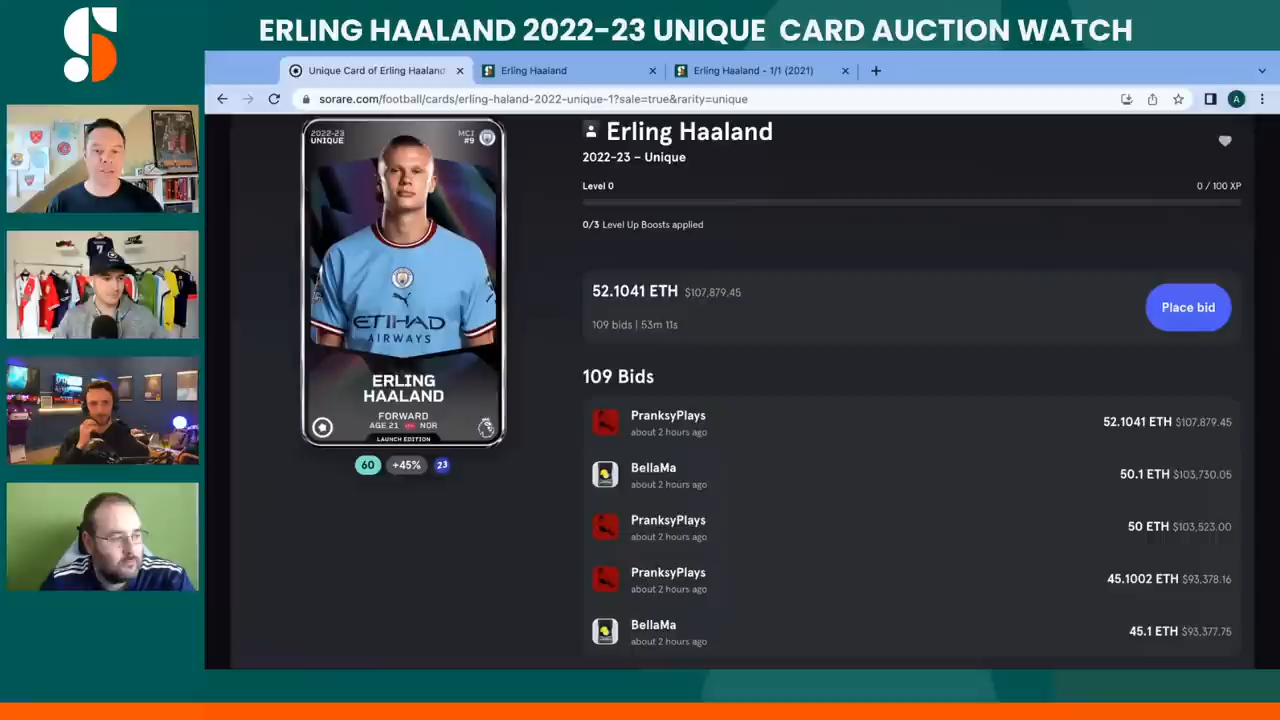 ERLING HAALAND 2022-23 UNIQUE CARD AUCTION WATCH
Unique Card of Erling Haaland
Erling Haaland
Erling Haaland - 1/1 (2021)
sorare.com/football/cards/erling-haland-2022-unique-1?sale=true&rarity=unique
A
2022-23
UNIQUE
MCI
#9
ETIHAD
AIRWAYS
ERLING
HAALAND
FORWARD
AGE 21 NOR
LAUNCH EDITION
60
+45%
23
Erling Haaland
2022-23 – Unique
Level 0
0 / 100 XP
0/3 Level Up Boosts applied
52.1041 ETH $107,879.45
109 bids | 53m 11s
Place bid
109 Bids
PranksyPlays
about 2 hours ago
52.1041 ETH $107,879.45
BellaMa
about 2 hours ago
50.1 ETH $103,730.05
PranksyPlays
about 2 hours ago
50 ETH $103,523.00
PranksyPlays
about 2 hours ago
45.1002 ETH $93,378.16
BellaMa
about 2 hours ago
45.1 ETH $93,377.75